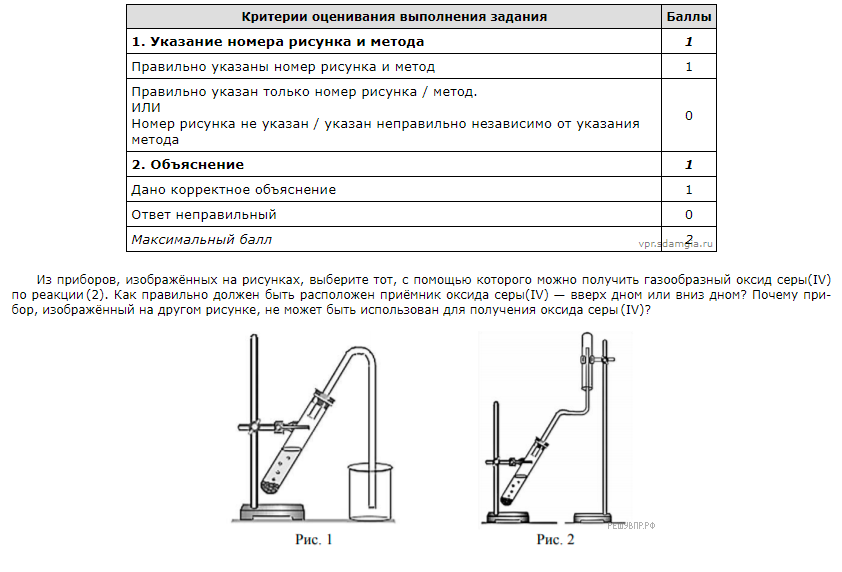 Критерии оценивания выполнения задания Баллы
1. Указание номера рисунка и метода 1
Правильно указаны номер рисунка и метод 1
Правильно указан только номер рисунка / метод.
ИЛИ
Номер рисунка не указан / указан неправильно независимо от указания
метода
0
2. Объяснение 1
Дано корректное объяснение 1
Ответ неправильный 0
Максимальный балл 2
vpr.sdamgia.ru
Из приборов, изображённых на рисунках, выберите тот, с помощью которого можно получить газообразный оксид серы(IV)
по реакции (2). Как правильно должен быть расположен приёмник оксида серы(IV) — вверх дном или вниз дном? Почему при-
бор, изображённый на другом рисунке, не может быть использован для получения оксида серы (IV)?
РЕШУВПР.РФ
Рис. 1 Рис. 2